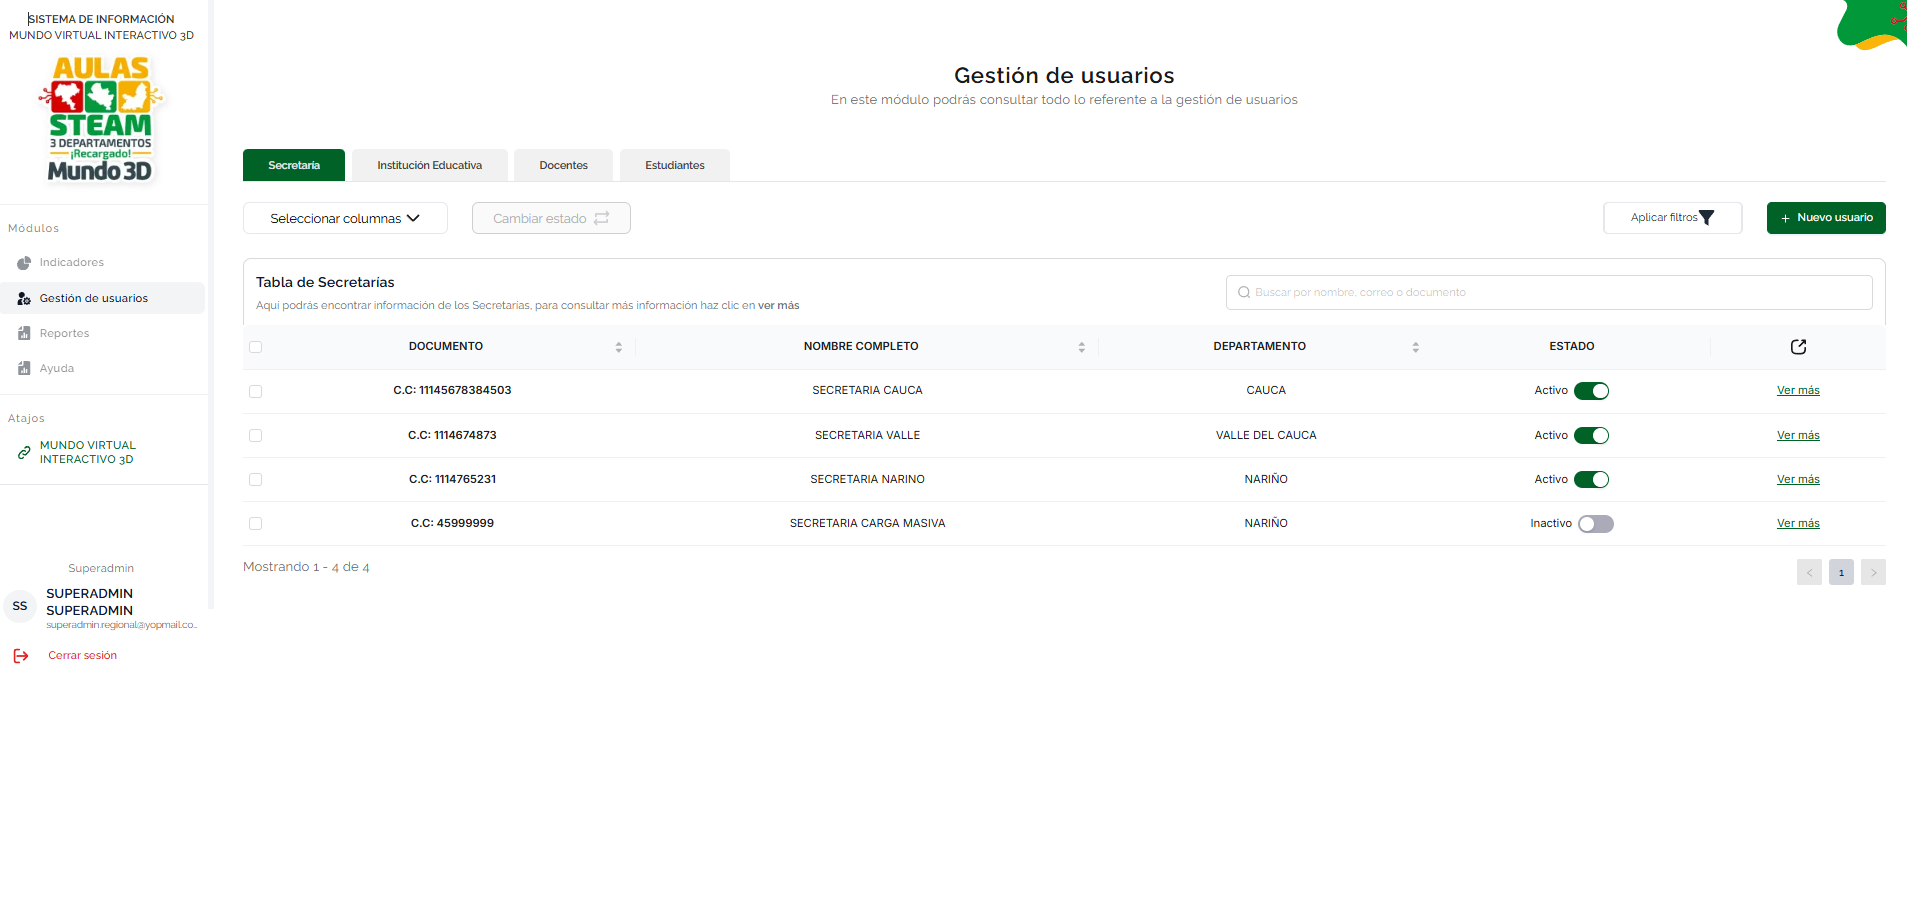 SISTEMA DE INFORMACIÓN
MUNDO VIRTUAL INTERACTIVO 3D
AULAS
STEAM
3 DEPARTAMENTOS
¡Recargado!
Mundo 3D
Módulos
Indicadores
Gestión de usuarios
Reportes
Ayuda
Atajos
MUNDO VIRTUAL
INTERACTIVO 3D
Superadmin
SS
SUPERADMIN
SUPERADMIN
superadmin.regional@yopmail.co...
Cerrar sesión
Gestión de usuarios
En este módulo podrás consultar todo lo referente a la gestión de usuarios
Secretaría Institución Educativa Docentes Estudiantes
Seleccionar columnas Cambiar estado Aplicar filtros + Nuevo usuario
Tabla de Secretarías
Aquí podrás encontrar información de los Secretarías, para consultar más información haz clic en ver más
Buscar por nombre, correo o documento
DOCUMENTO NOMBRE COMPLETO DEPARTAMENTO ESTADO
C.C: 11145678384503 SECRETARIA CAUCA CAUCA Activo Ver más
C.C: 1114674873 SECRETARIA VALLE VALLE DEL CAUCA Activo Ver más
C.C: 1114765231 SECRETARIA NARINO NARIÑO Activo Ver más
C.C: 45999999 SECRETARIA CARGA MASIVA NARIÑO Inactivo Ver más
Mostrando 1 - 4 de 4
< 1 >